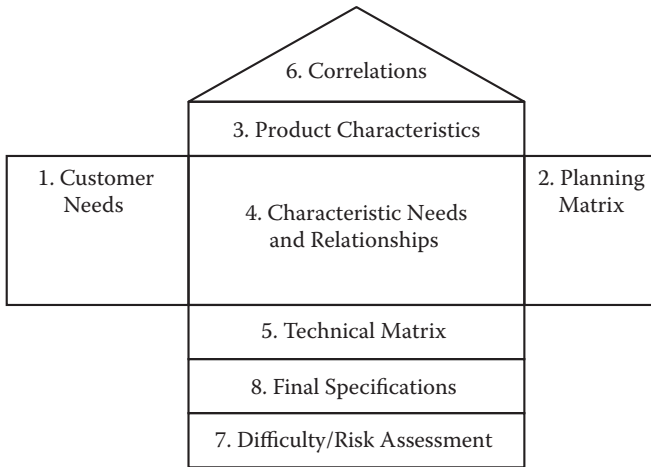 6. Correlations
3. Product Characteristics
1. Customer
Needs
4. Characteristic Needs
and Relationships
2. Planning
Matrix
5. Technical Matrix
8. Final Specifications
7. Difficulty/Risk Assessment